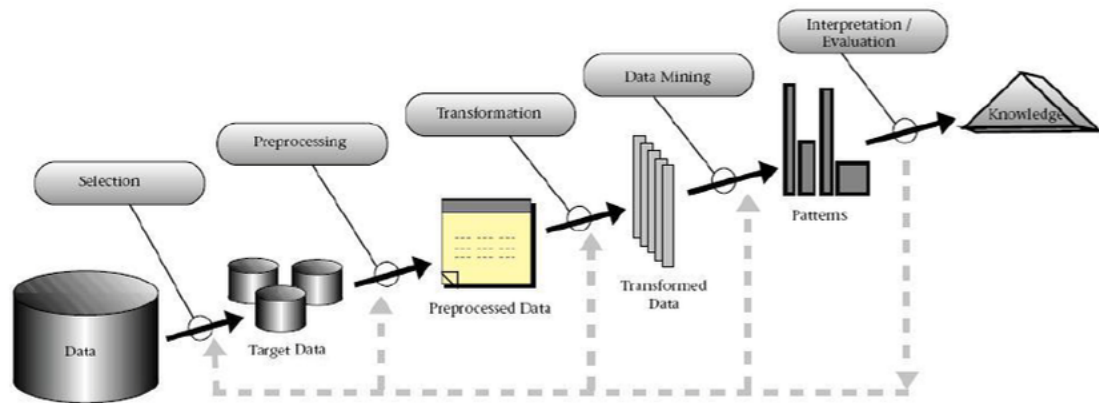 Interpretation /
Evaluation
Data Mining
Transformation
Preprocessing
Selection
Knowledge
Patterns
Transformed
Data
Preprocessed Data
Target Data
Data